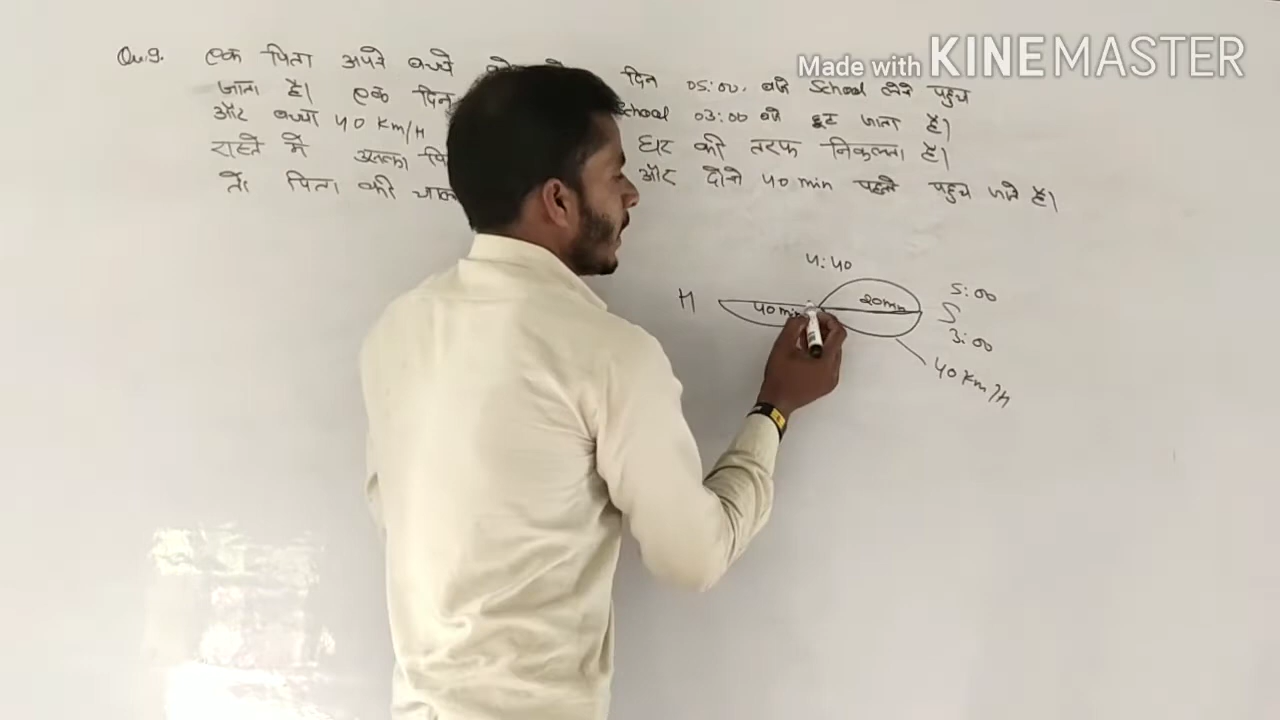 Made with KINEMASTER
Qu.9. एक पिता अपने बच्चे दिन 05:00 बजे School लेने पहुच
जाता है। एक दिन School 03:00 बजे छूट जाता है।
और बच्चा 40 Km/H घर की तरफ निकलता है।
रास्ते में उसका और दोनो 40 min पहले पहुच जाते है।
तो पिता की चाल
4:40
H 40 min 20min 5:00
S
3:00
40 Km/H